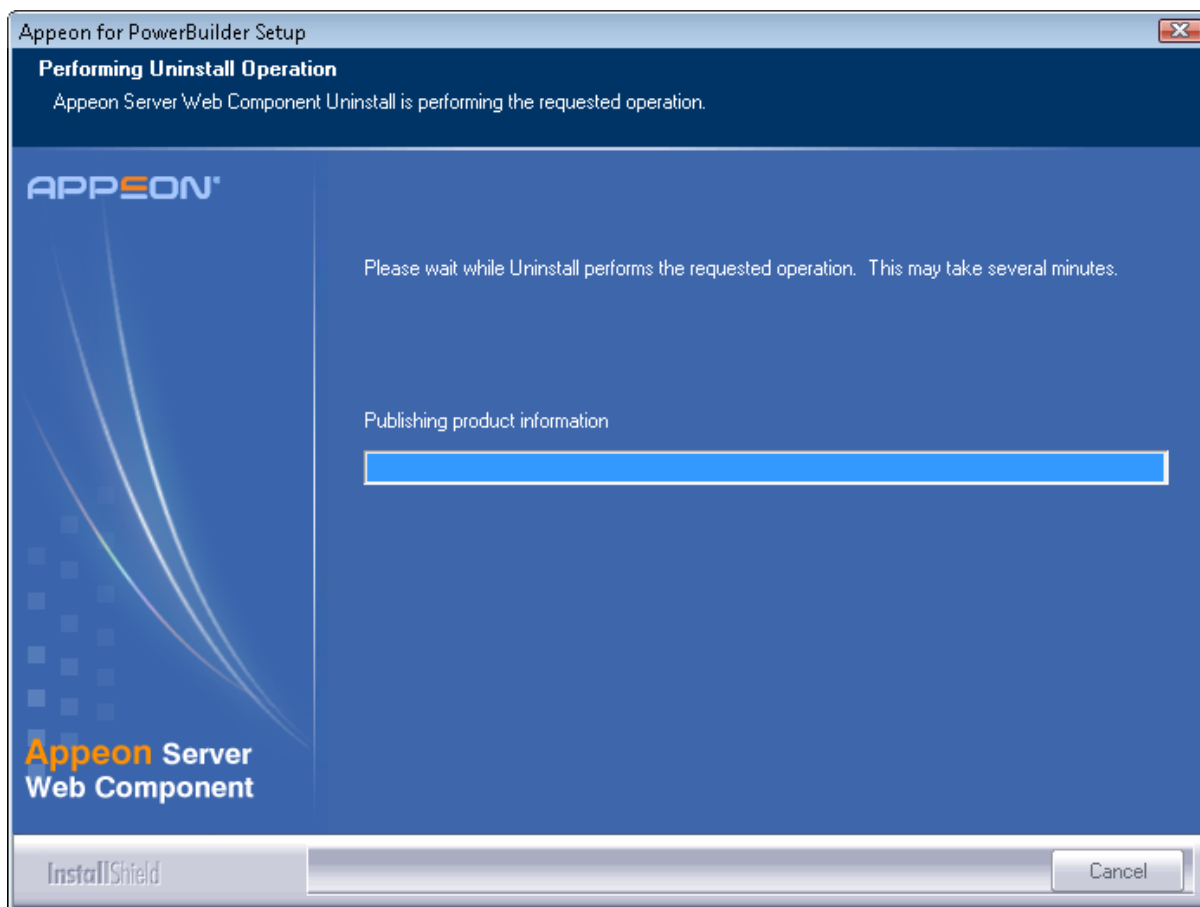 Appeon for PowerBuilder Setup
Performing Uninstall Operation
Appeon Server Web Component Uninstall is performing the requested operation.
APPEON
Please wait while Uninstall performs the requested operation.  This may take several minutes.
Publishing product information
Appeon Server
Web Component
InstallShield
Cancel